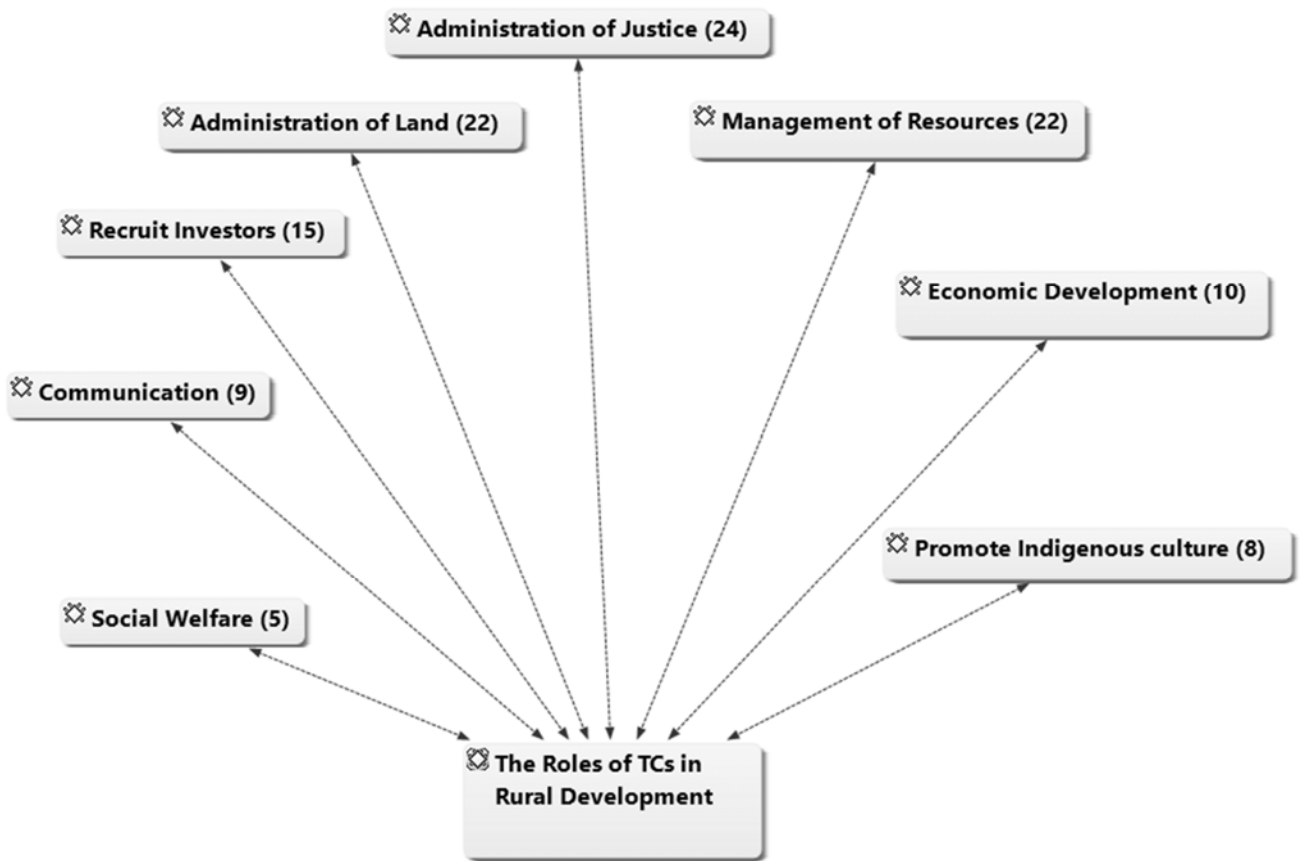 Administration of Justice (24)
Administration of Land (22)
Management of Resources (22)
Recruit Investors (15)
Economic Development (10)
Communication (9)
Promote Indigenous culture (8)
Social Welfare (5)
The Roles of TCs in
Rural Development